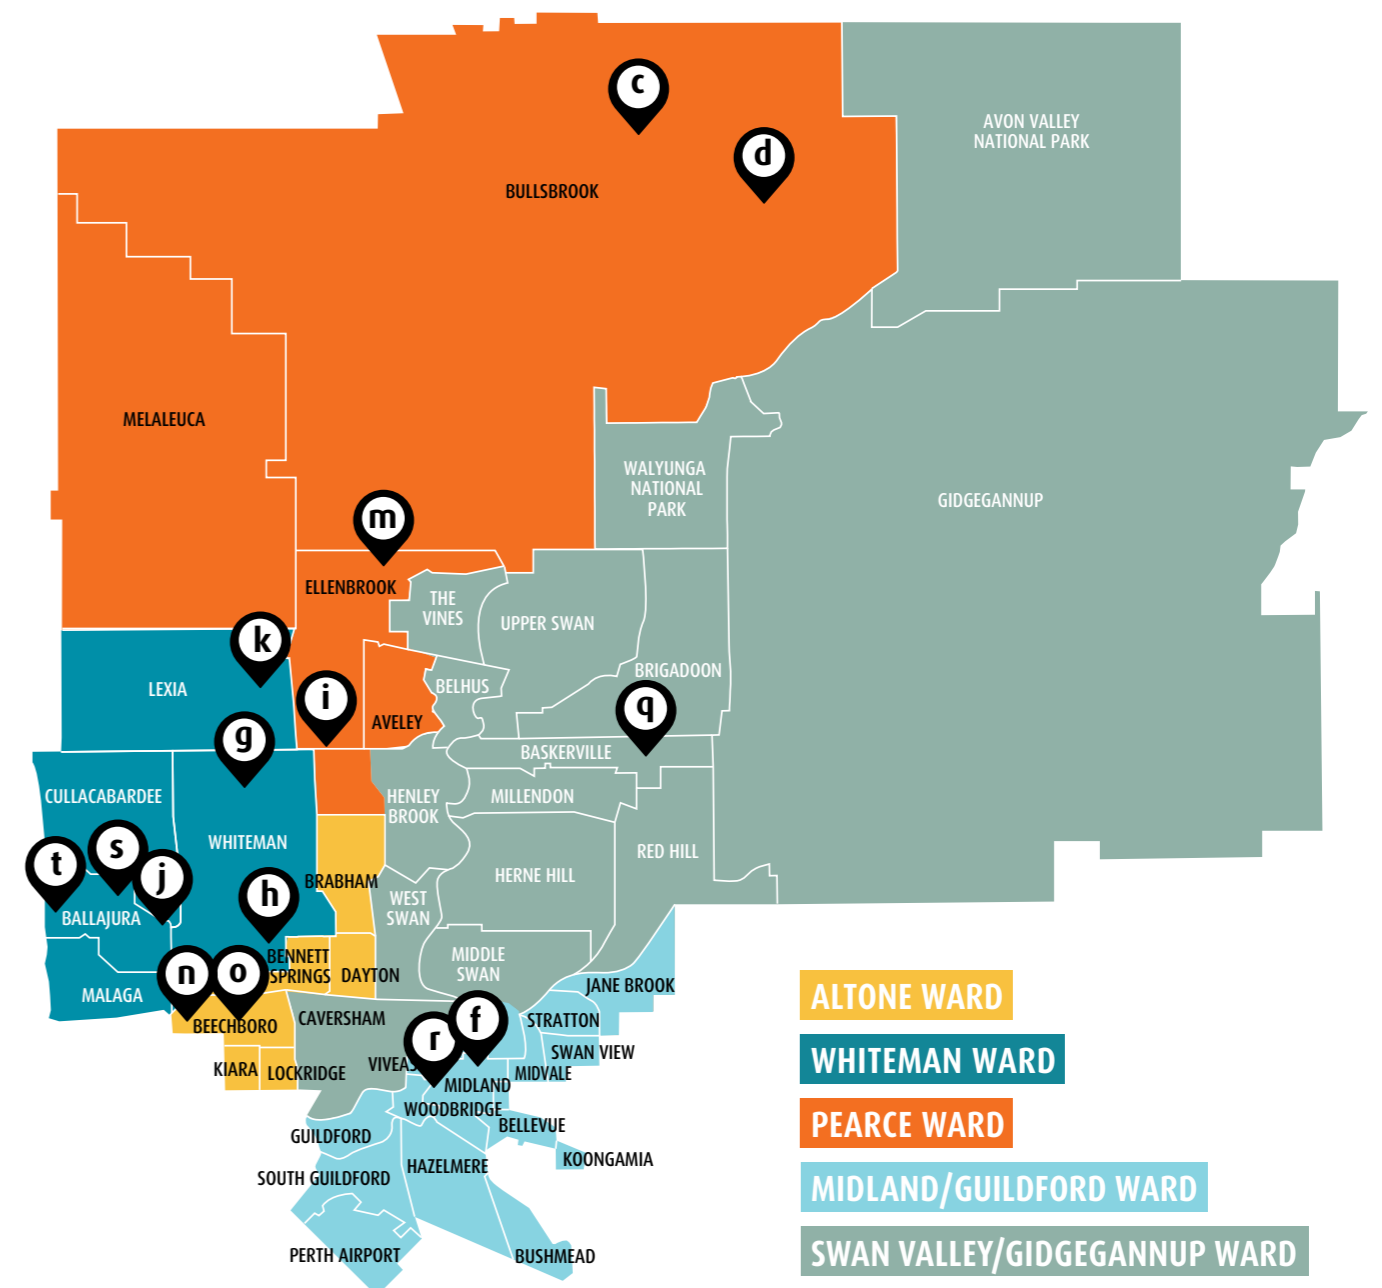 c
AVON VALLEY
NATIONAL PARK
d
BULLSBROOK
MELALEUCA
WALYUNGA
NATIONAL
PARK
GIDGEGANNUP
m
ELLENBROOK
THE
VINES
UPPER SWAN
k
LEXIA
BRIGADOON
BELHUS
i
q
AVELEY
g
BASKERVILLE
CULLACABARDEE
HENLEY
BROOK
MILLENDON
WHITEMAN
RED HILL
s
t
j
BRABHAM
HERNE HILL
h
WEST
SWAN
BALLAJURA
BENNETT
SPRINGS
DAYTON
MIDDLE
SWAN
n
o
JANE BROOK
MALAGA
ALTONE WARD
BEECHBORO
CAVERSHAM
f
STRATTON
r
SWAN VIEW
WHITEMAN WARD
KIARA
LOCKRIDGE
VIVEAS
MIDVALE
MIDLAND
WOODBRIDGE
BELLEVUE
PEARCE WARD
GUILDFORD
KOONGAMIA
HAZELMERE
SOUTH GUILDFORD
MIDLAND/GUILDFORD WARD
PERTH AIRPORT
BUSHMEAD
SWAN VALLEY/GIDGEGANNUP WARD